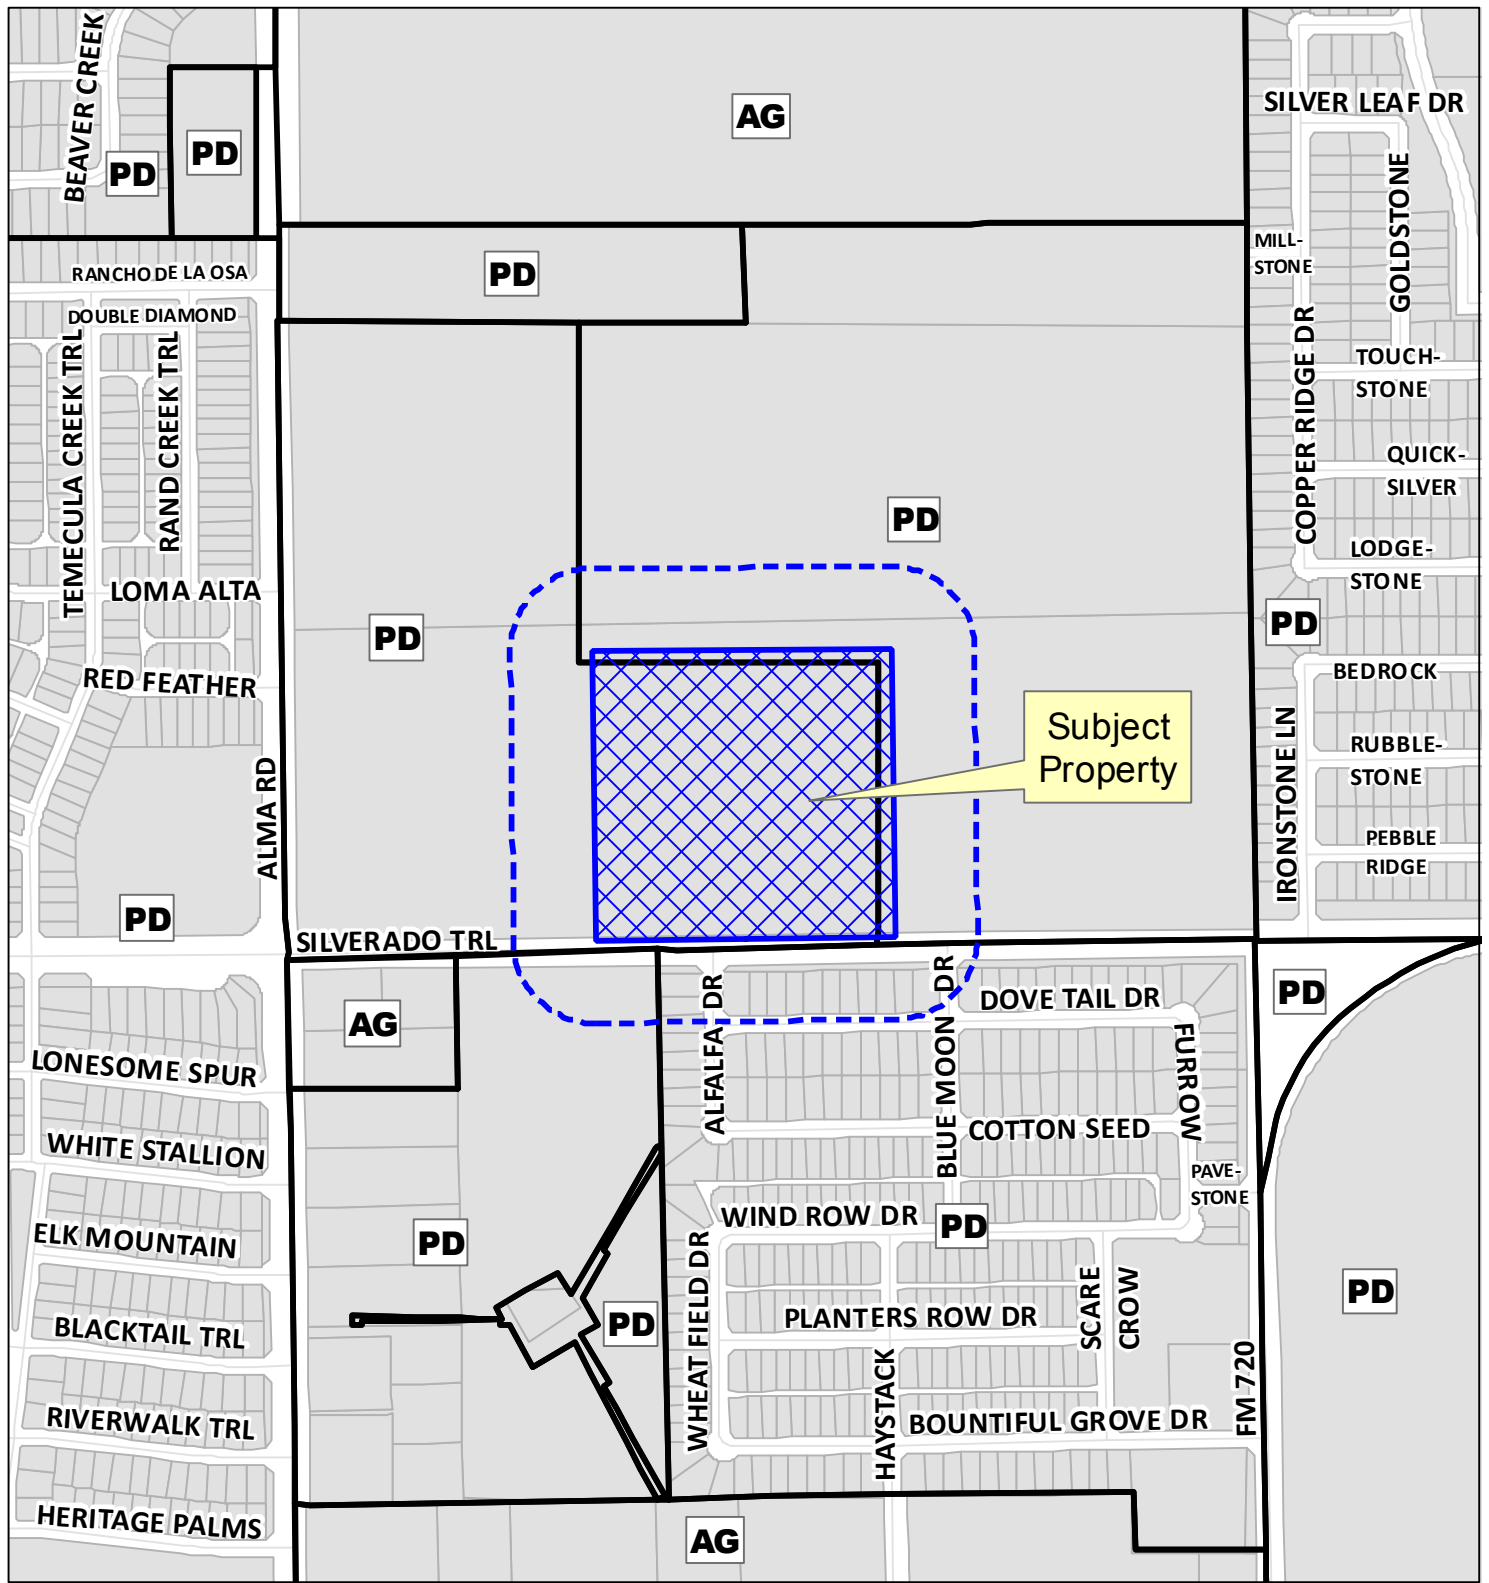 BEAVER CREEK
PD
PD
AG
SILVER LEAF DR
GOLDSTONE
MILL-
STONE
RANCHO DE LA OSA
PD
DOUBLE DIAMOND
TEMECULA CREEK TRL
RAND CREEK TRL
COPPER RIDGE DR
TOUCH-
STONE
QUICK-
SILVER
PD
LODGE-
STONE
LOMA ALTA
PD
PD
RED FEATHER
BEDROCK
Subject
Property
IRONSTONE LN
RUBBLE-
STONE
ALMA RD
PEBBLE
RIDGE
PD
SILVERADO TRL
AG
ALFALFA DR
BLUE MOON DR
DOVE TAIL DR
PD
FURROW
LONESOME SPUR
COTTON SEED
WHITE STALLION
PAVE-
STONE
WIND ROW DR
PD
ELK MOUNTAIN
PD
WHEAT FIELD DR
SCARE
CROW
PD
PLANTERS ROW DR
PD
BLACKTAIL TRL
HAYSTACK
FM 720
RIVERWALK TRL
BOUNTIFUL GROVE DR
HERITAGE PALMS
AG